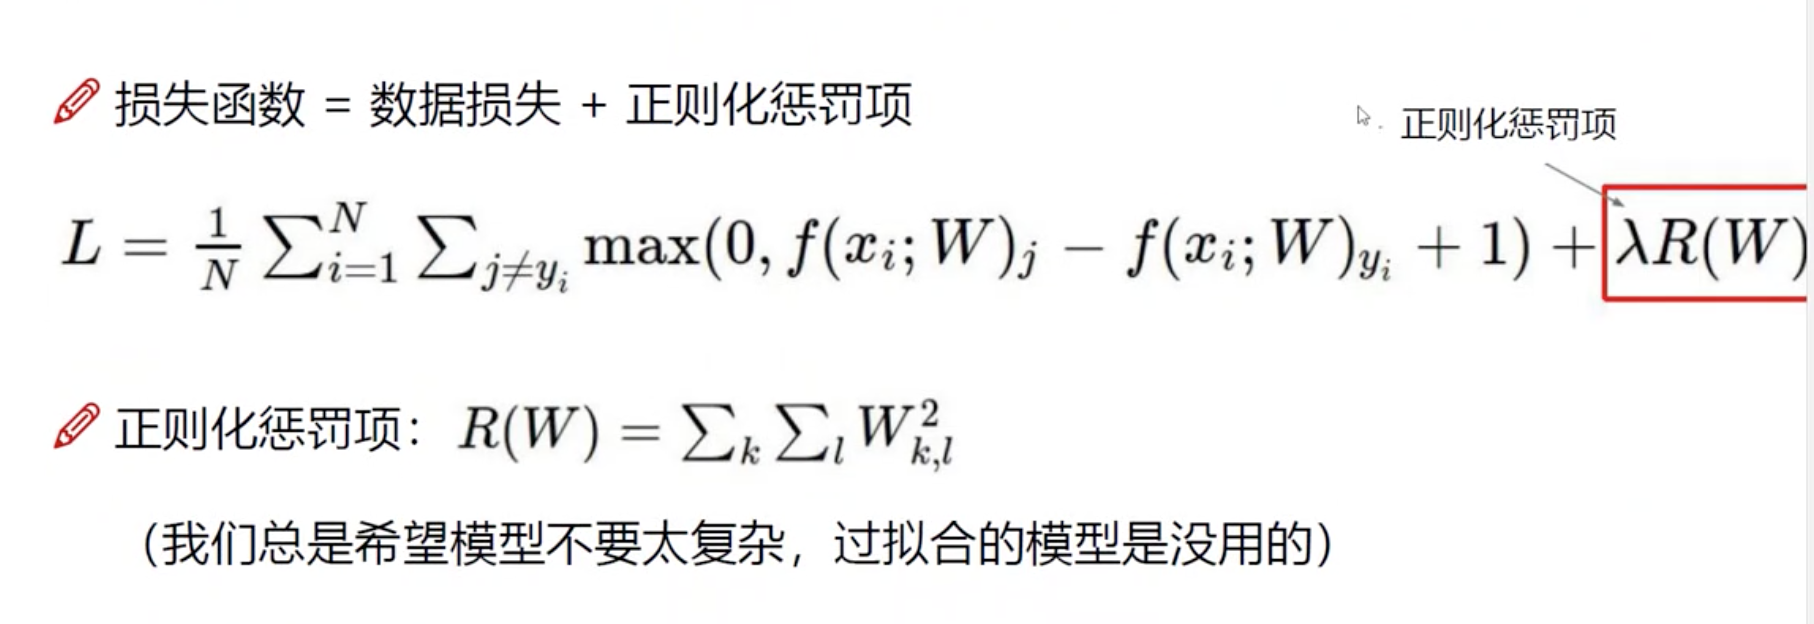 损失函数 = 数据损失 + 正则化惩罚项
正则化惩罚项
L = \frac{1}{N} \sum_{i=1}^{N} \sum_{j \neq y_i} \max(0, f(x_i; W)_j - f(x_i; W)_{y_i} + 1) + \lambda R(W)
正则化惩罚项：R(W) = \sum_k \sum_l W_{k,l}^2
（我们总是希望模型不要太复杂，过拟合的模型是没用的）